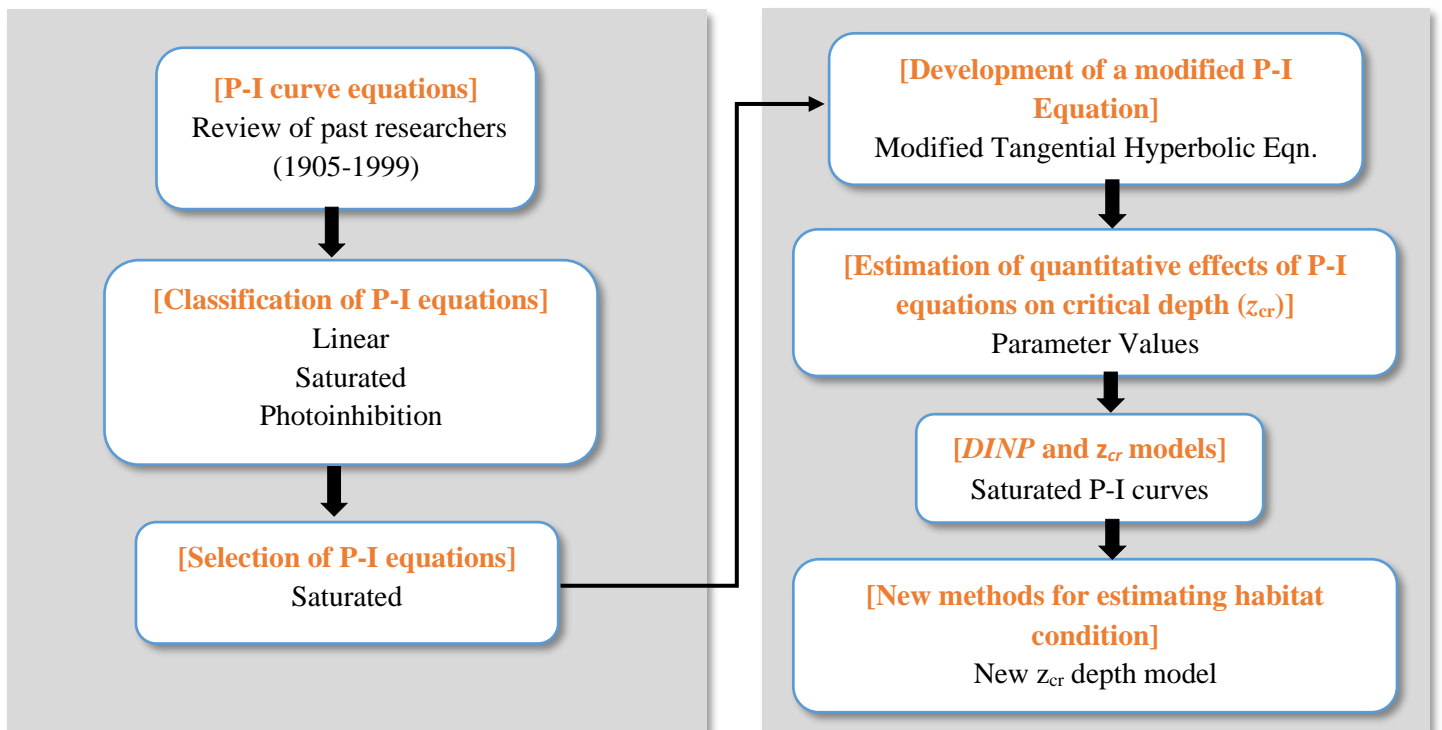 [P-I curve equations]
Review of past researchers
(1905-1999)
[Classification of P-I equations]
Linear
Saturated
Photoinhibition
[Selection of P-I equations]
Saturated
[Development of a modified P-I
Equation]
Modified Tangential Hyperbolic Eqn.
[Estimation of quantitative effects of P-I
equations on critical depth (zcr)]
Parameter Values
[DINP and zcr models]
Saturated P-I curves
[New methods for estimating habitat
condition]
New zcr depth model